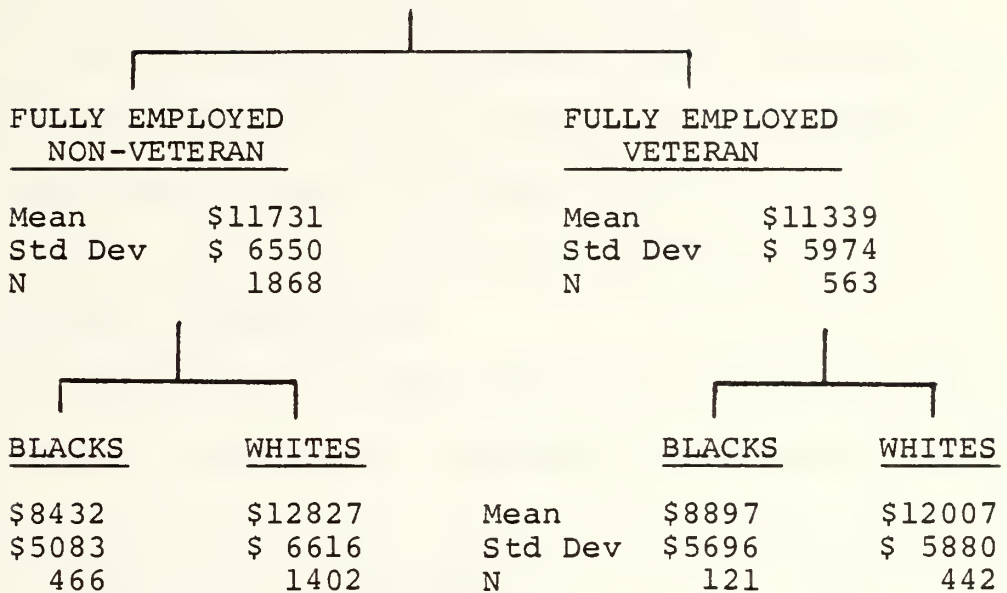 FULLY EMPLOYED FULLY EMPLOYED
NON-VETERAN VETERAN
Mean $11731 Mean $11339
Std Dev $ 6550 Std Dev $ 5974
N 1868 N 563
BLACKS WHITES BLACKS WHITES
$8432 $12827 Mean $8897 $12007
$5083 $ 6616 Std Dev $5696 $ 5880
466 1402 N 121 442